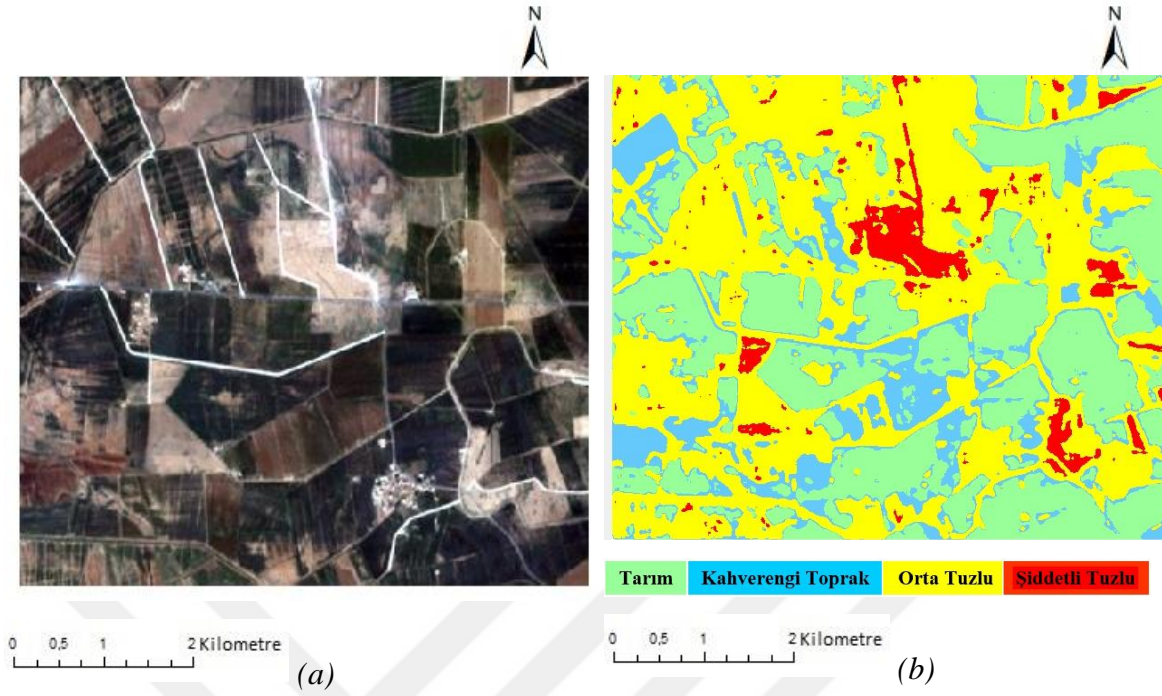 N
N
Tarım Kahverengi Toprak Orta Tuzlu Şiddetli Tuzlu
0 0,5 1 2 Kilometre
(a)
0 0,5 1 2 Kilometre
(b)